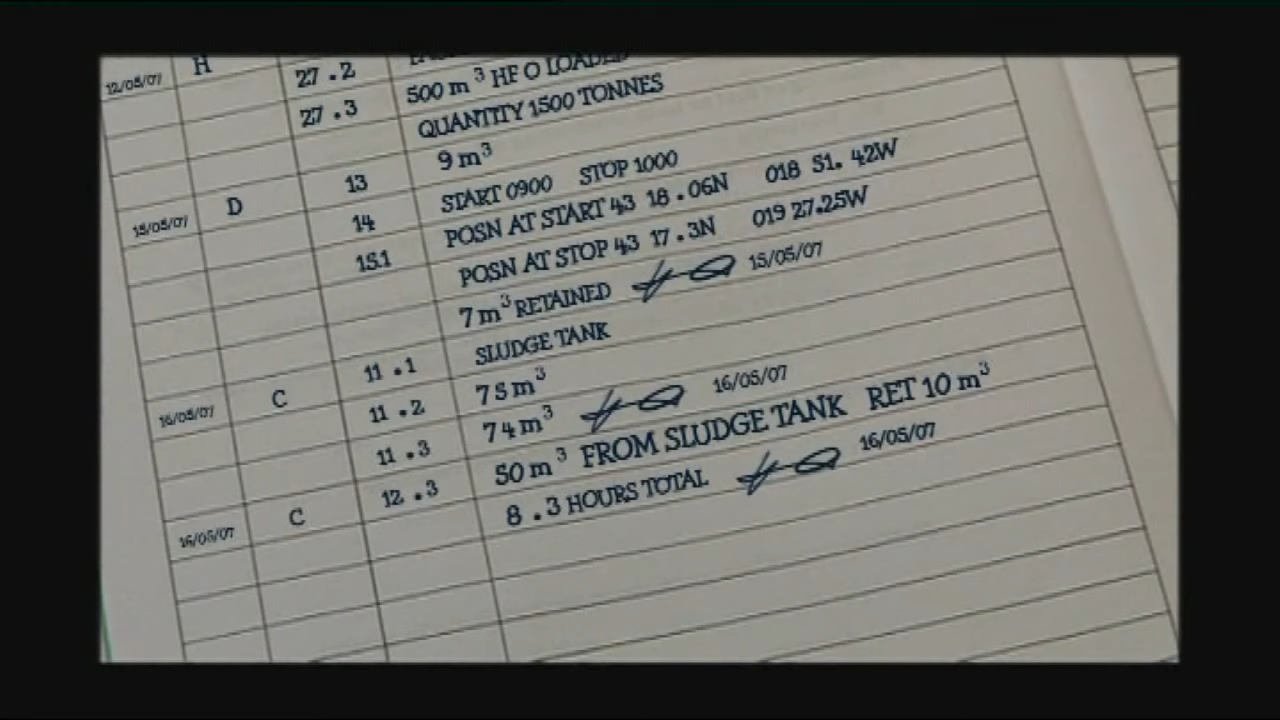 12/05/07 H
27.2
27.3 500 m³ HFO LOADED
QUANTITY 1500 TONNES
15/05/07 D 13 9 m³
14 START 0900 STOP 1000
15.1 POSN AT START 43 18.06N 018 51.42W
POSN AT STOP 43 17.3N 019 27.25W
7 m³ RETAINED 15/05/07
16/05/07 C 11.1 SLUDGE TANK
11.2 75 m³
11.3 74 m³ 16/05/07
16/05/07 C 12.3 50 m³ FROM SLUDGE TANK RET 10 m³
8.3 HOURS TOTAL 16/05/07